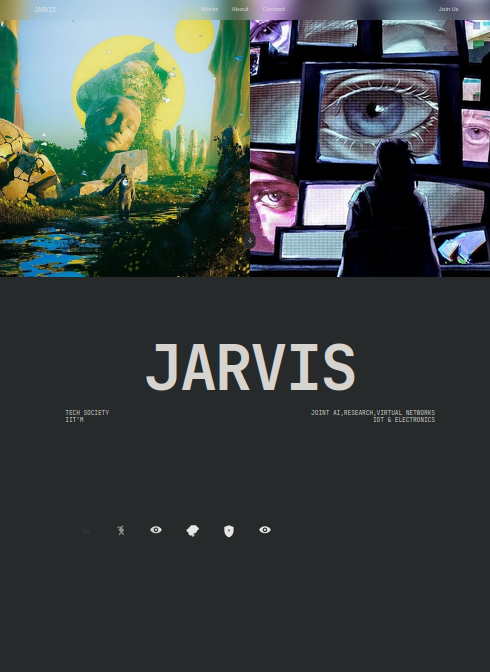 JARVIS Works About Contact Join Us
JARVIS
TECH SOCIETY
IIT'M
JOINT AI,RESEARCH,VIRTUAL NETWORKS
IOT & ELECTRONICS